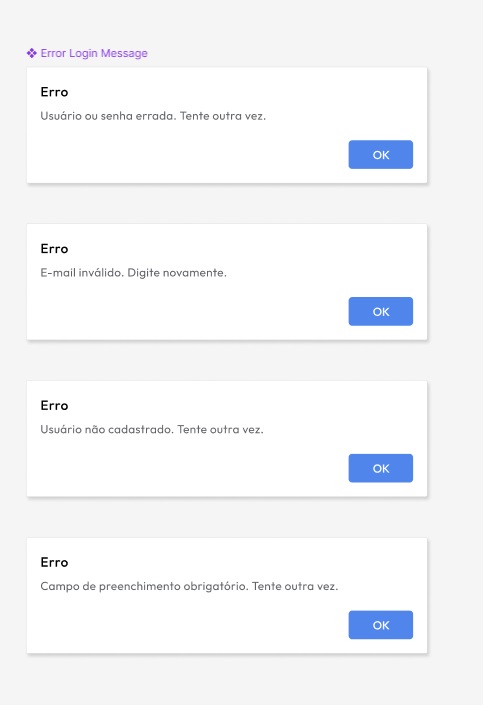 Error Login Message
Erro
Usuário ou senha errada. Tente outra vez.
OK
Erro
E-mail inválido. Digite novamente.
OK
Erro
Usuário não cadastrado. Tente outra vez.
OK
Erro
Campo de preenchimento obrigatório. Tente outra vez.
OK